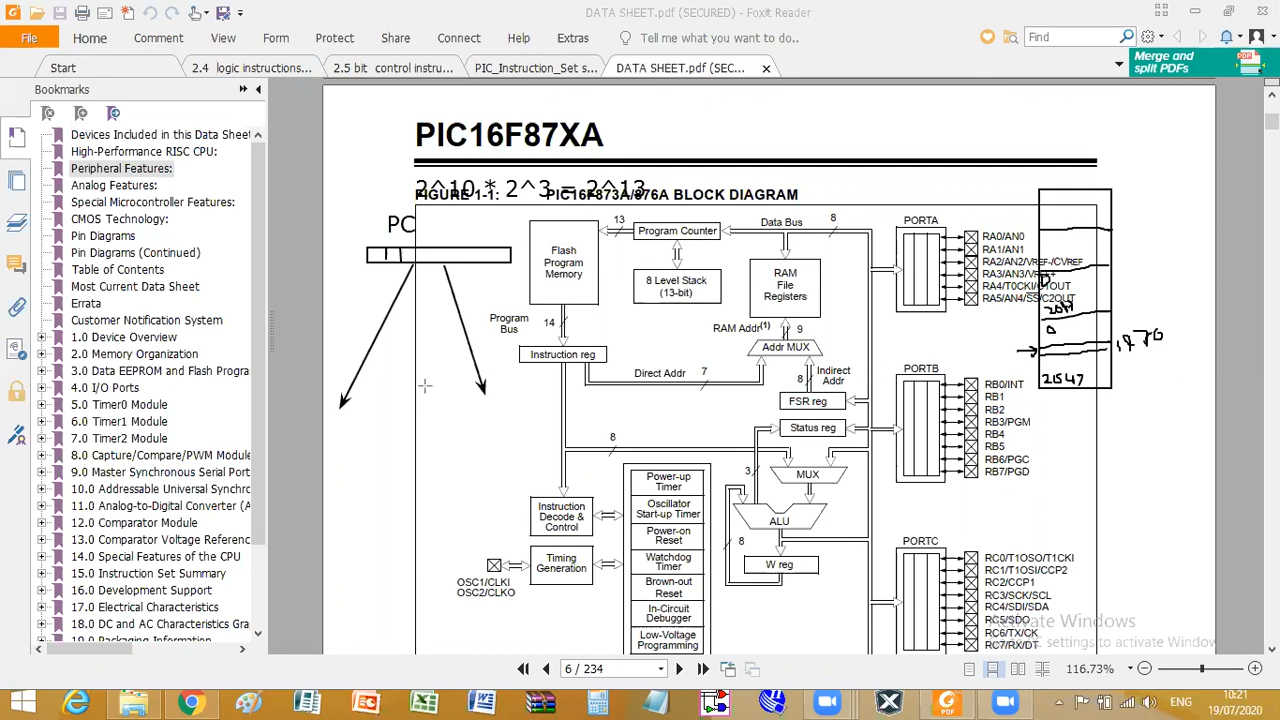 DATA SHEET.pdf (SECURED) - Foxit Reader
File Home Comment View Form Protect Share Connect Help Extras Tell me what you want to do.. Find
Start 2.4 logic instructions... 2.5 bit control instru... PIC_Instruction_Set s... DATA SHEET.pdf (SEC...
Merge and
split PDFs
Bookmarks
Devices Included in this Data Sheet
High-Performance RISC CPU:
Peripheral Features:
Analog Features:
Special Microcontroller Features:
CMOS Technology:
Pin Diagrams
Pin Diagrams (Continued)
Table of Contents
Most Current Data Sheet
Errata
Customer Notification System
1.0 Device Overview
2.0 Memory Organization
3.0 Data EEPROM and Flash Progra
4.0 I/O Ports
5.0 Timer0 Module
6.0 Timer1 Module
7.0 Timer2 Module
8.0 Capture/Compare/PWM Module
9.0 Master Synchronous Serial Port
10.0 Addressable Universal Synchro
11.0 Analog-to-Digital Converter (A
12.0 Comparator Module
13.0 Comparator Voltage Referenc
14.0 Special Features of the CPU
15.0 Instruction Set Summary
16.0 Development Support
17.0 Electrical Characteristics
18.0 DC and AC Characteristics Gra
19.0 Packaging Information
PIC16F87XA
2^10 * 2^3 = 2^13
FIGURE 1-1: PIC16F873A/876A BLOCK DIAGRAM
PC
Flash
Program
Memory
13
Program Counter
Data Bus
8
8 Level Stack
(13-bit)
RAM
File
Registers
Program
Bus
14
RAM Addr(1)
9
Instruction reg
Addr MUX
Direct Addr
7
8
Indirect
Addr
FSR reg
Status reg
8
3
MUX
Power-up
Timer
Oscillator
Start-up Timer
Power-on
Reset
Watchdog
Timer
Brown-out
Reset
In-Circuit
Debugger
Low-Voltage
Programming
Instruction
Decode &
Control
Timing
Generation
OSC1/CLKI
OSC2/CLKO
ALU
8
W reg
PORTA
RA0/AN0
RA1/AN1
RA2/AN2/VREF-/CVREF
RA3/AN3/VREF+
RA4/T0CKI/C1OUT
RA5/AN4/SS/C2OUT
0
21547
PORTB
RB0/INT
RB1
RB2
RB3/PGM
RB4
RB5
RB6/PGC
RB7/PGD
PORTC
RC0/T1OSO/T1CKI
RC1/T1OSI/CCP2
RC2/CCP1
RC3/SCK/SCL
RC4/SDI/SDA
RC5/SDO
RC6/TX/CK
RC7/RX/DT
Activate Windows
settings to activate Window
6 / 234
116.73%
ENG
10:21
19/07/2020